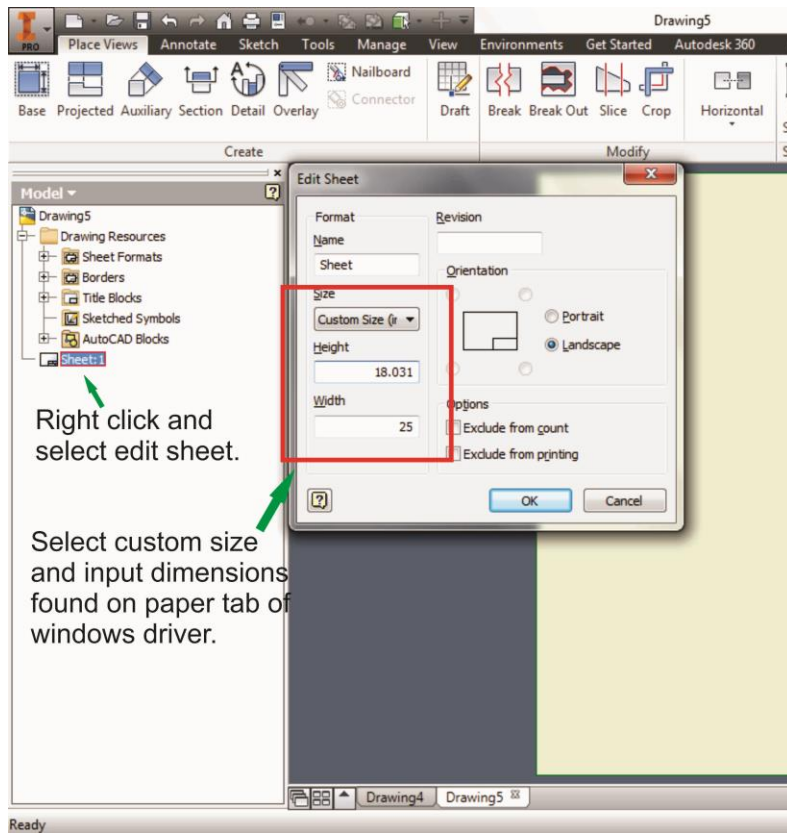 Drawing5
PRO
Place Views Annotate Sketch Tools Manage View Environments Get Started Autodesk 360
Nailboard
Connector
Base Projected Auxiliary Section Detail Overlay Draft Break Break Out Slice Crop Horizontal
Create Modify
Model
Drawing5
Drawing Resources
Sheet Formats
Borders
Title Blocks
Sketched Symbols
AutoCAD Blocks
Sheet:1
Right click and
select edit sheet.
Select custom size
and input dimensions
found on paper tab of
windows driver.
Edit Sheet
Format
Name
Sheet
Size
Custom Size (ir
Height
18.031
Width
25
Revision
Orientation
Portrait
Landscape
Options
Exclude from count
Exclude from printing
OK Cancel
Drawing4 Drawing5
Ready